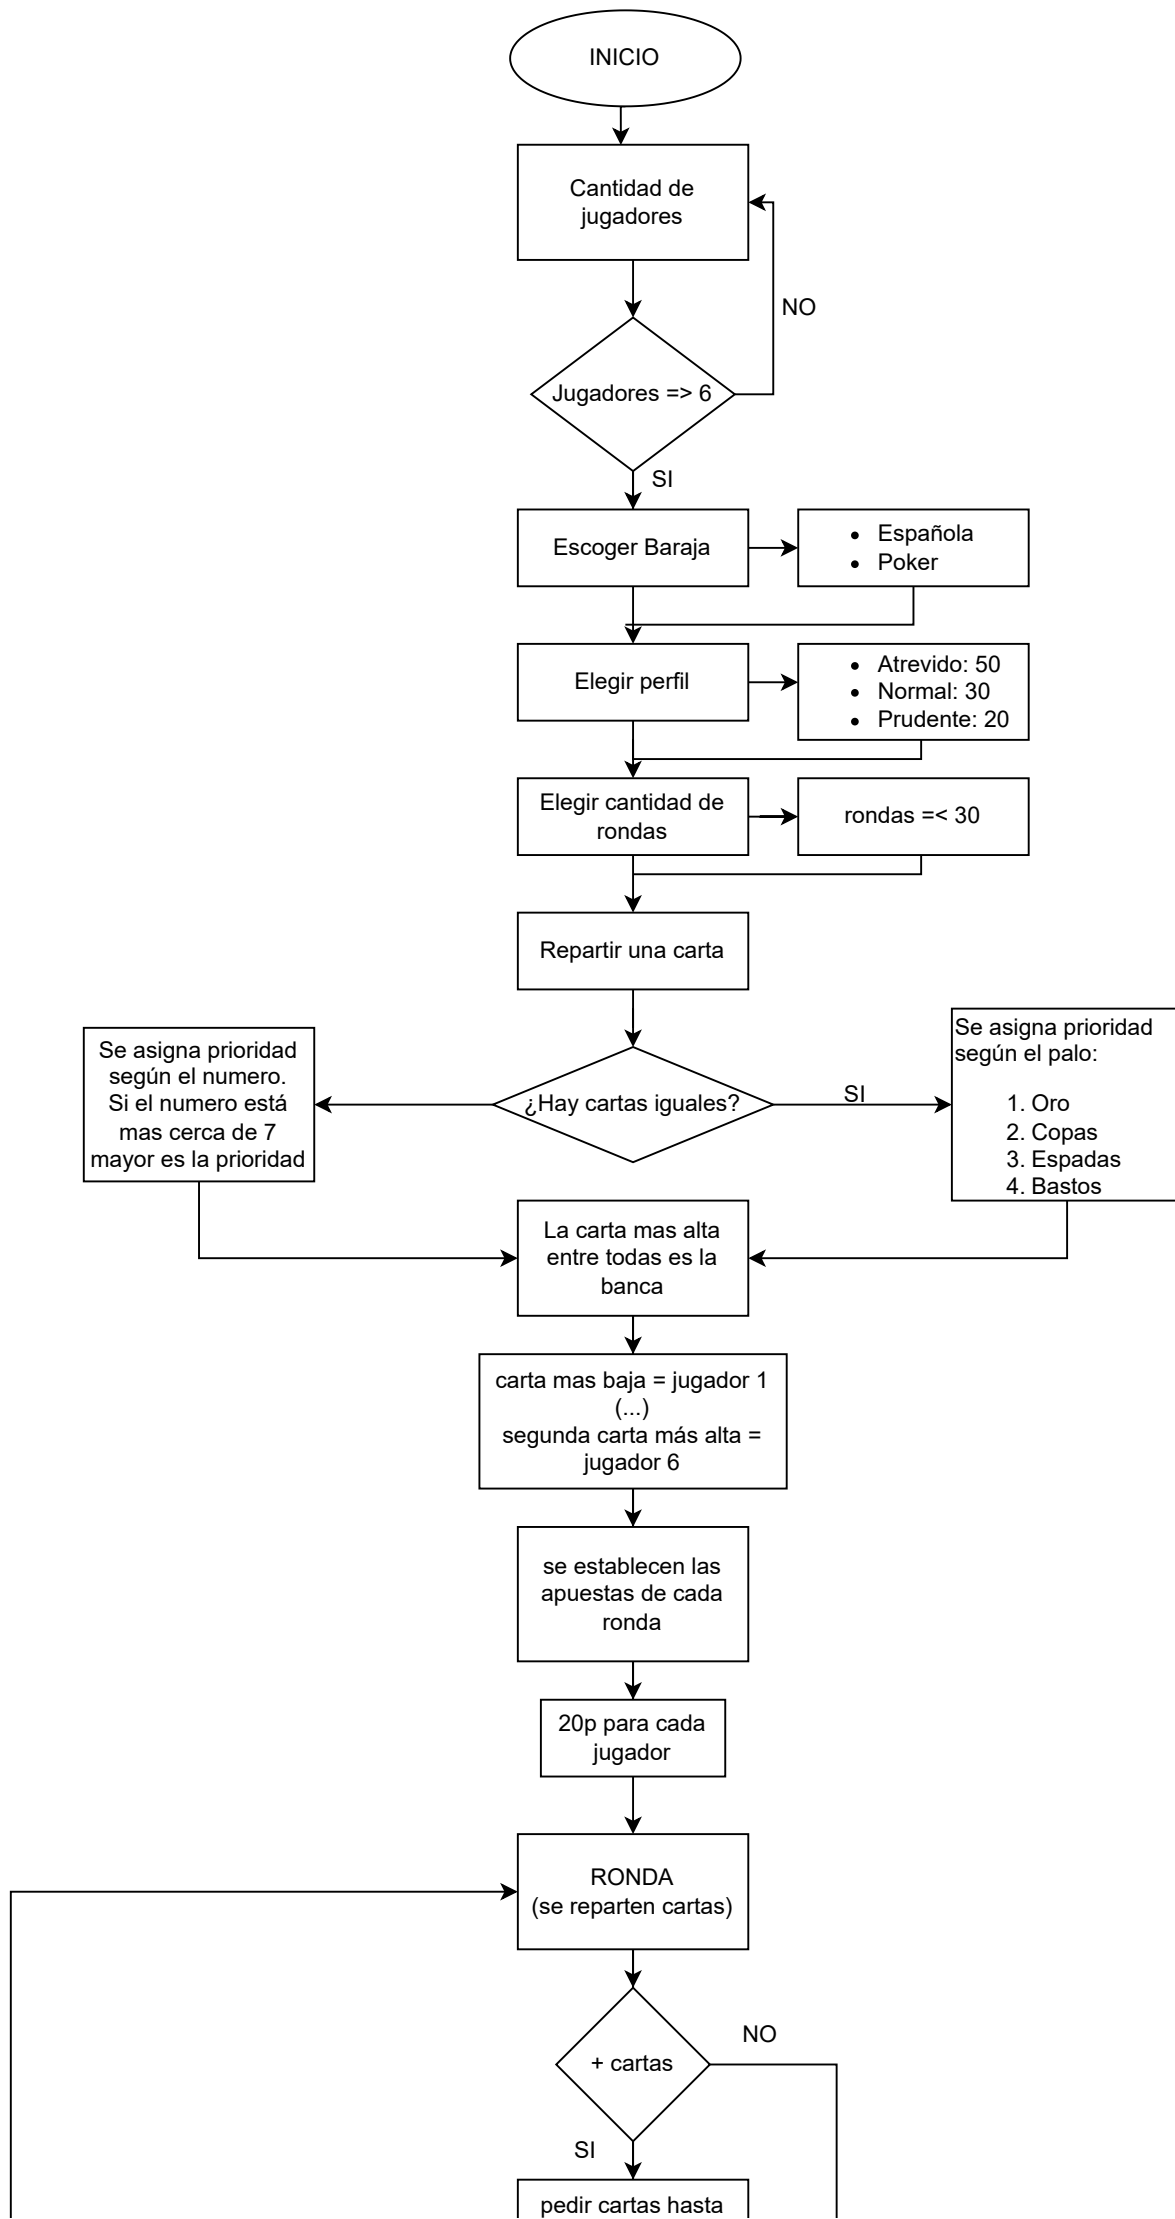 INICIO
Cantidad de
jugadores
NO
Jugadores => 6
SI
Escoger Baraja
Española
Poker
Elegir perfil
Atrevido: 50
Normal: 30
Prudente: 20
Elegir cantidad de
rondas
rondas =< 30
Repartir una carta
Se asigna prioridad
según el numero.
Si el numero está
mas cerca de 7
mayor es la prioridad
¿Hay cartas iguales?
SI
Se asigna prioridad
según el palo:
1. Oro
2. Copas
3. Espadas
4. Bastos
La carta mas alta
entre todas es la
banca
carta mas baja = jugador 1
(...)
segunda carta más alta =
jugador 6
se establecen las
apuestas de cada
ronda
20p para cada
jugador
RONDA
(se reparten cartas)
+ cartas
NO
SI
pedir cartas hasta